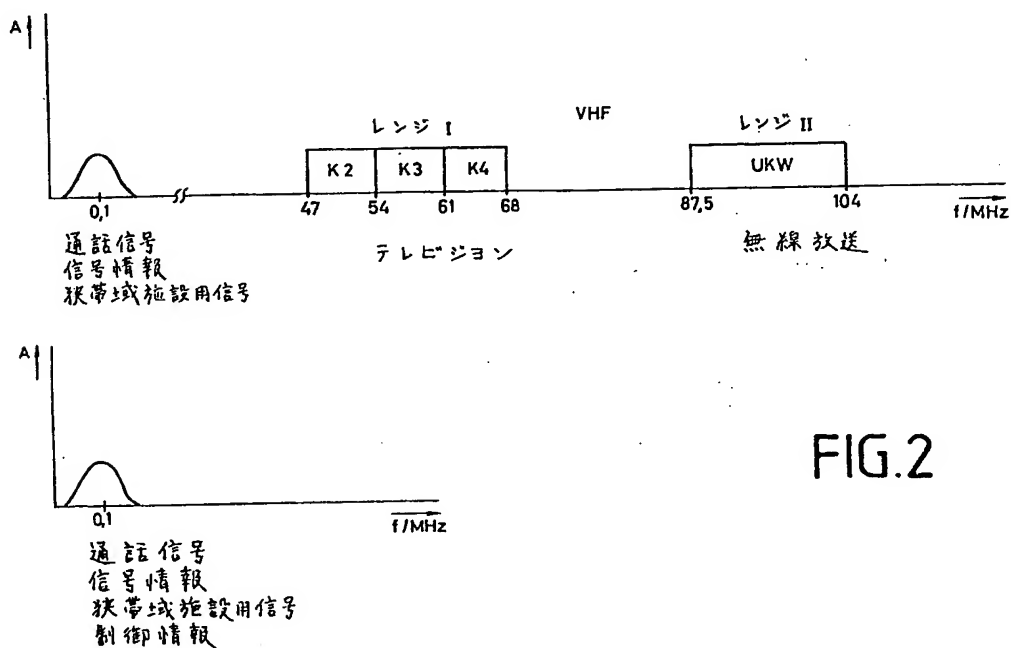 A
VHF
レンジ I
レンジ II
K2 K3 K4
UKW
0,1
47 54 61 68
87,5 104
f/MHz
通話信号
信号情報
狭帯域施設用信号
テレビジョン
無線放送
A
FIG.2
0,1
f/MHz
通話信号
信号情報
狭帯域施設用信号
制御情報